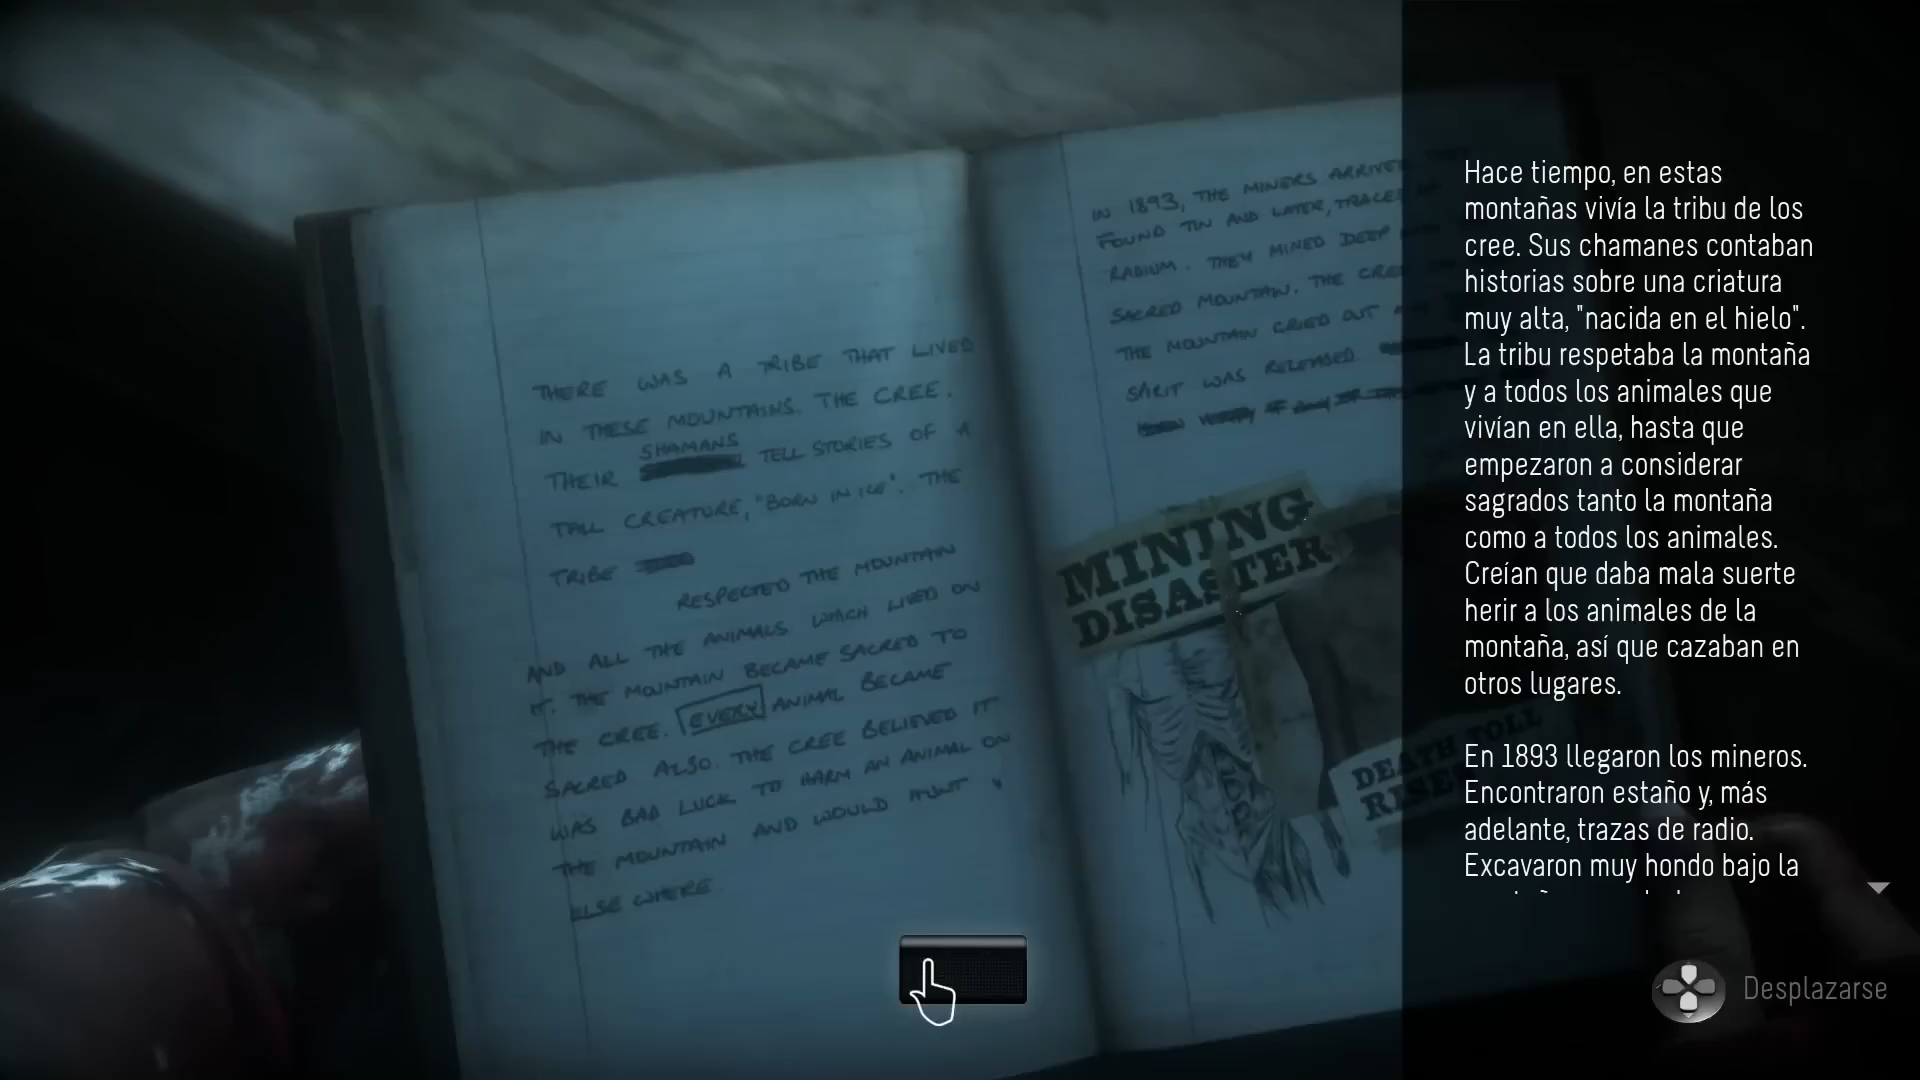 THERE WAS A TRIBE THAT LIVED
IN THESE MOUNTAINS. THE CREE.
SHAMANS
THEIR TELL STORIES OF A
TALL CREATURE, "BORN IN ICE". THE
TRIBE
RESPECTED THE MOUNTAIN
AND ALL THE ANIMALS WHICH LIVED ON
IT. THE MOUNTAIN BECAME SACRED TO
THE CREE. EVERY ANIMAL BECAME
SACRED ALSO. THE CREE BELIEVED IT
WAS BAD LUCK TO HARM AN ANIMAL ON
THE MOUNTAIN AND WOULD HUNT
ELSE WHERE.
IN 1893, THE MINERS ARRIVED.
FOUND TIN AND LATER, TRACES OF
RADIUM. THEY MINED DEEP
SACRED MOUNTAIN. THE CREE
THE MOUNTAIN CRIED OUT
SPIRIT WAS RELEASED.
MINING
DISASTER
DEATH TOLL
RISES
Hace tiempo, en estas
montañas vivía la tribu de los
cree. Sus chamanes contaban
historias sobre una criatura
muy alta, "nacida en el hielo".
La tribu respetaba la montaña
y a todos los animales que
vivían en ella, hasta que
empezaron a considerar
sagrados tanto la montaña
como a todos los animales.
Creían que daba mala suerte
herir a los animales de la
montaña, así que cazaban en
otros lugares.
En 1893 llegaron los mineros.
Encontraron estaño y, más
adelante, trazas de radio.
Excavaron muy hondo bajo la
Desplazarse